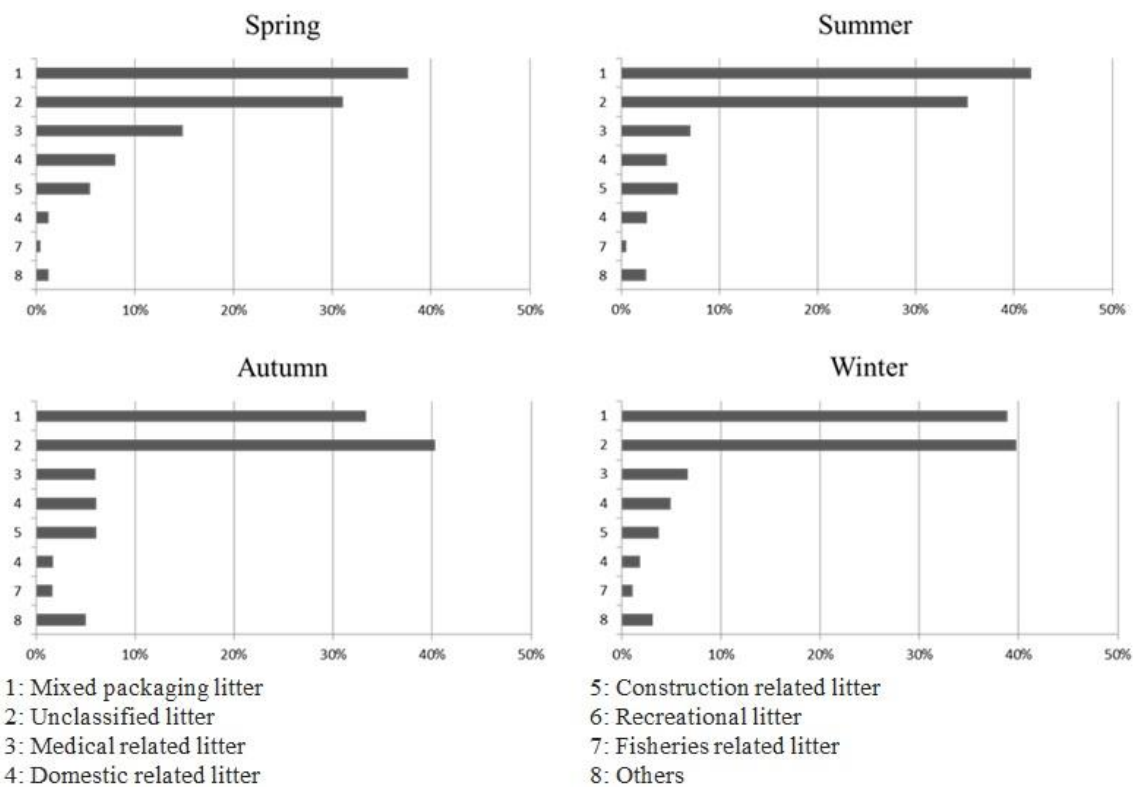 Spring
1
2
3
4
5
4
7
8
0% 10% 20% 30% 40% 50%
Summer
1
2
3
4
5
4
7
8
0% 10% 20% 30% 40% 50%
Autumn
1
2
3
4
5
4
7
8
0% 10% 20% 30% 40% 50%
Winter
1
2
3
4
5
4
7
8
0% 10% 20% 30% 40% 50%
1: Mixed packaging litter
2: Unclassified litter
3: Medical related litter
4: Domestic related litter
5: Construction related litter
6: Recreational litter
7: Fisheries related litter
8: Others